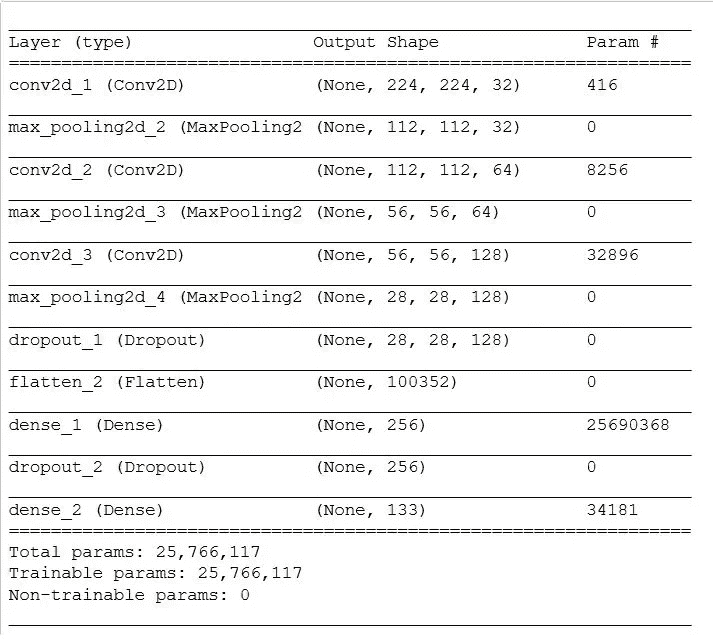 Layer (type) Output Shape Param #
=================================================================
conv2d_1 (Conv2D) (None, 224, 224, 32) 416
max_pooling2d_2 (MaxPooling2 (None, 112, 112, 32) 0
conv2d_2 (Conv2D) (None, 112, 112, 64) 8256
max_pooling2d_3 (MaxPooling2 (None, 56, 56, 64) 0
conv2d_3 (Conv2D) (None, 56, 56, 128) 32896
max_pooling2d_4 (MaxPooling2 (None, 28, 28, 128) 0
dropout_1 (Dropout) (None, 28, 28, 128) 0
flatten_2 (Flatten) (None, 100352) 0
dense_1 (Dense) (None, 256) 25690368
dropout_2 (Dropout) (None, 256) 0
dense_2 (Dense) (None, 133) 34181
=================================================================
Total params: 25,766,117
Trainable params: 25,766,117
Non-trainable params: 0